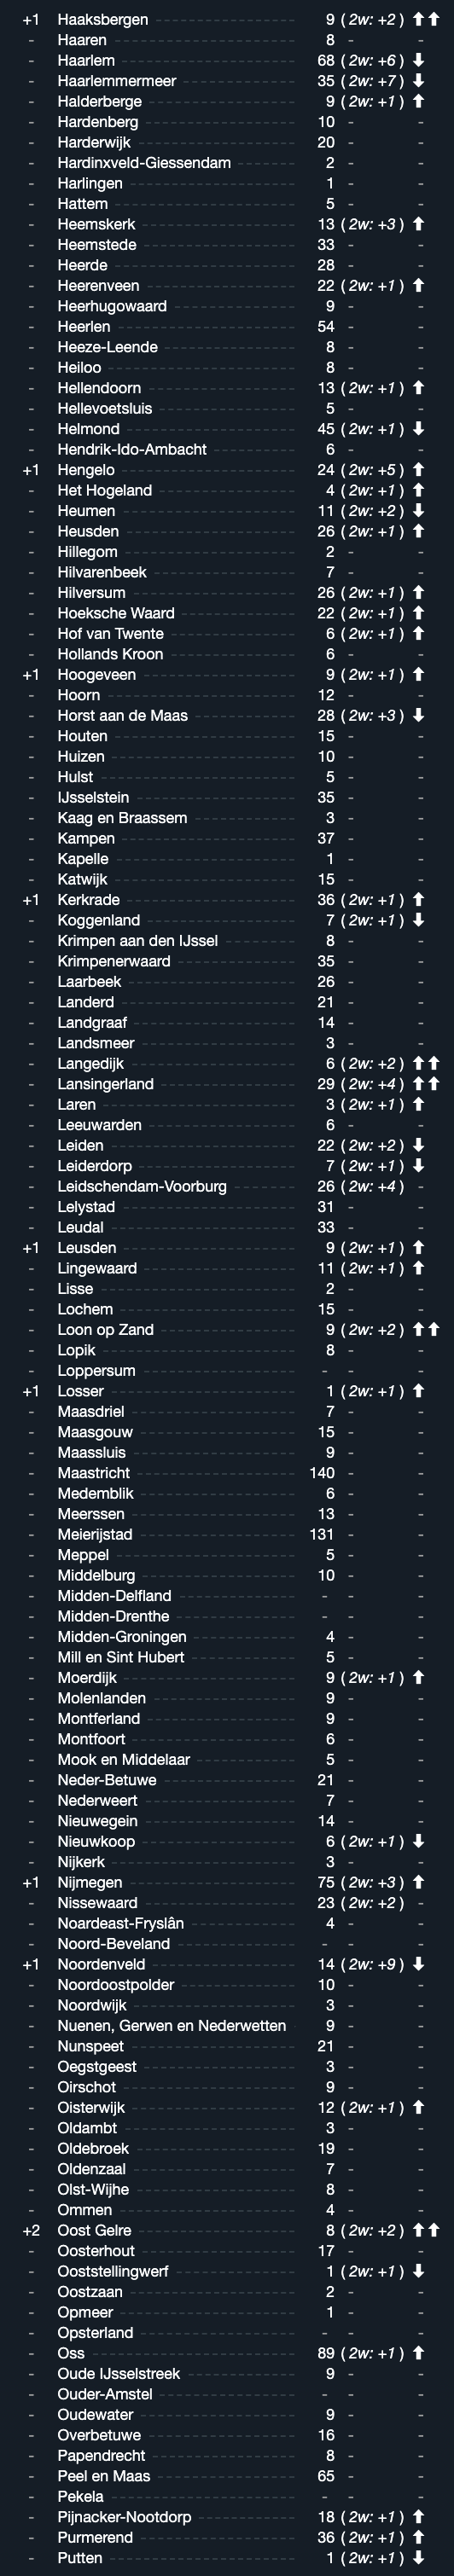 +1 Haaksbergen 9 ( 2w: +2 ) ⬆⬆
- Haaren 8 - -
- Haarlem 68 ( 2w: +6 ) ⬇
- Haarlemmermeer 35 ( 2w: +7 ) ⬇
- Halderberge 9 ( 2w: +1 ) ⬆
- Hardenberg 10 - -
- Harderwijk 20 - -
- Hardinxveld-Giessendam 2 - -
- Harlingen 1 - -
- Hattem 5 - -
- Heemskerk 13 ( 2w: +3 ) ⬆
- Heemstede 33 - -
- Heerde 28 - -
- Heerenveen 22 ( 2w: +1 ) ⬆
- Heerhugowaard 9 - -
- Heerlen 54 - -
- Heeze-Leende 8 - -
- Heiloo 8 - -
- Hellendoorn 13 ( 2w: +1 ) ⬆
- Hellevoetsluis 5 - -
- Helmond 45 ( 2w: +1 ) ⬇
- Hendrik-Ido-Ambacht 6 - -
+1 Hengelo 24 ( 2w: +5 ) ⬆
- Het Hogeland 4 ( 2w: +1 ) ⬆
- Heumen 11 ( 2w: +2 ) ⬇
- Heusden 26 ( 2w: +1 ) ⬆
- Hillegom 2 - -
- Hilvarenbeek 7 - -
- Hilversum 26 ( 2w: +1 ) ⬆
- Hoeksche Waard 22 ( 2w: +1 ) ⬆
- Hof van Twente 6 ( 2w: +1 ) ⬆
- Hollands Kroon 6 - -
+1 Hoogeveen 9 ( 2w: +1 ) ⬆
- Hoorn 12 - -
- Horst aan de Maas 28 ( 2w: +3 ) ⬇
- Houten 15 - -
- Huizen 10 - -
- Hulst 5 - -
- IJsselstein 35 - -
- Kaag en Braassem 3 - -
- Kampen 37 - -
- Kapelle 1 - -
- Katwijk 15 - -
+1 Kerkrade 36 ( 2w: +1 ) ⬆
- Koggenland 7 ( 2w: +1 ) ⬇
- Krimpen aan den IJssel 8 - -
- Krimpenerwaard 35 - -
- Laarbeek 26 - -
- Landerd 21 - -
- Landgraaf 14 - -
- Landsmeer 3 - -
- Langedijk 6 ( 2w: +2 ) ⬆⬆
- Lansingerland 29 ( 2w: +4 ) ⬆⬆
- Laren 3 ( 2w: +1 ) ⬆
- Leeuwarden 6 - -
- Leiden 22 ( 2w: +2 ) ⬇
- Leiderdorp 7 ( 2w: +1 ) ⬇
- Leidschendam-Voorburg 26 ( 2w: +4 ) -
- Lelystad 31 - -
- Leudal 33 - -
+1 Leusden 9 ( 2w: +1 ) ⬆
- Lingewaard 11 ( 2w: +1 ) ⬆
- Lisse 2 - -
- Lochem 15 - -
- Loon op Zand 9 ( 2w: +2 ) ⬆⬆
- Lopik 8 - -
- Loppersum - - -
+1 Losser 1 ( 2w: +1 ) ⬆
- Maasdriel 7 - -
- Maasgouw 15 - -
- Maassluis 9 - -
- Maastricht 140 - -
- Medemblik 6 - -
- Meerssen 13 - -
- Meierijstad 131 - -
- Meppel 5 - -
- Middelburg 10 - -
- Midden-Delfland - - -
- Midden-Drenthe - - -
- Midden-Groningen 4 - -
- Mill en Sint Hubert 5 - -
- Moerdijk 9 ( 2w: +1 ) ⬆
- Molenlanden 9 - -
- Montferland 9 - -
- Montfoort 6 - -
- Mook en Middelaar 5 - -
- Neder-Betuwe 21 - -
- Nederweert 7 - -
- Nieuwegein 14 - -
- Nieuwkoop 6 ( 2w: +1 ) ⬇
- Nijkerk 3 - -
+1 Nijmegen 75 ( 2w: +3 ) ⬆
- Nissewaard 23 ( 2w: +2 ) -
- Noardeast-Fryslân 4 - -
- Noord-Beveland - - -
+1 Noordenveld 14 ( 2w: +9 ) ⬇
- Noordoostpolder 10 - -
- Noordwijk 3 - -
- Nuenen, Gerwen en Nederwetten 9 - -
- Nunspeet 21 - -
- Oegstgeest 3 - -
- Oirschot 9 - -
- Oisterwijk 12 ( 2w: +1 ) ⬆
- Oldambt 3 - -
- Oldebroek 19 - -
- Oldenzaal 7 - -
- Olst-Wijhe 8 - -
- Ommen 4 - -
+2 Oost Gelre 8 ( 2w: +2 ) ⬆⬆
- Oosterhout 17 - -
- Ooststellingwerf 1 ( 2w: +1 ) ⬇
- Oostzaan 2 - -
- Opmeer 1 - -
- Opsterland - - -
- Oss 89 ( 2w: +1 ) ⬆
- Oude IJsselstreek 9 - -
- Ouder-Amstel - - -
- Oudewater 9 - -
- Overbetuwe 16 - -
- Papendrecht 8 - -
- Peel en Maas 65 - -
- Pekela - - -
- Pijnacker-Nootdorp 18 ( 2w: +1 ) ⬆
- Purmerend 36 ( 2w: +1 ) ⬆
- Putten 1 ( 2w: +1 ) ⬇